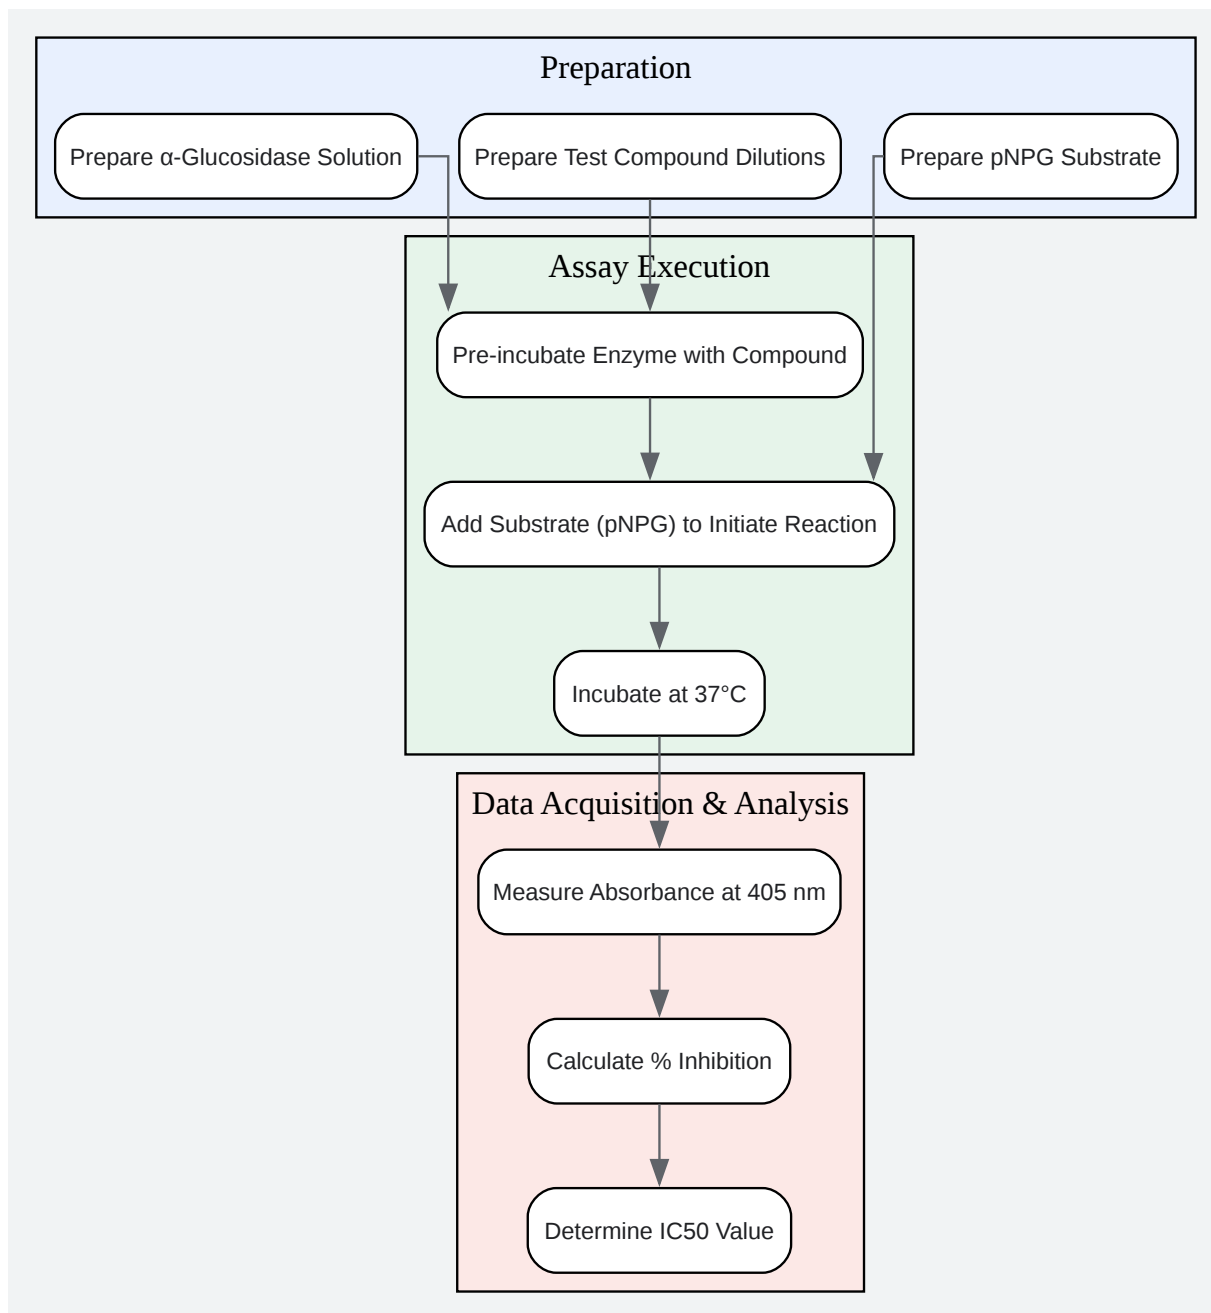 Preparation
Prepare α-Glucosidase Solution
Prepare Test Compound Dilutions
Prepare pNPG Substrate
Assay Execution
Pre-incubate Enzyme with Compound
Add Substrate (pNPG) to Initiate Reaction
Incubate at 37°C
Data Acquisition & Analysis
Measure Absorbance at 405 nm
Calculate % Inhibition
Determine IC50 Value